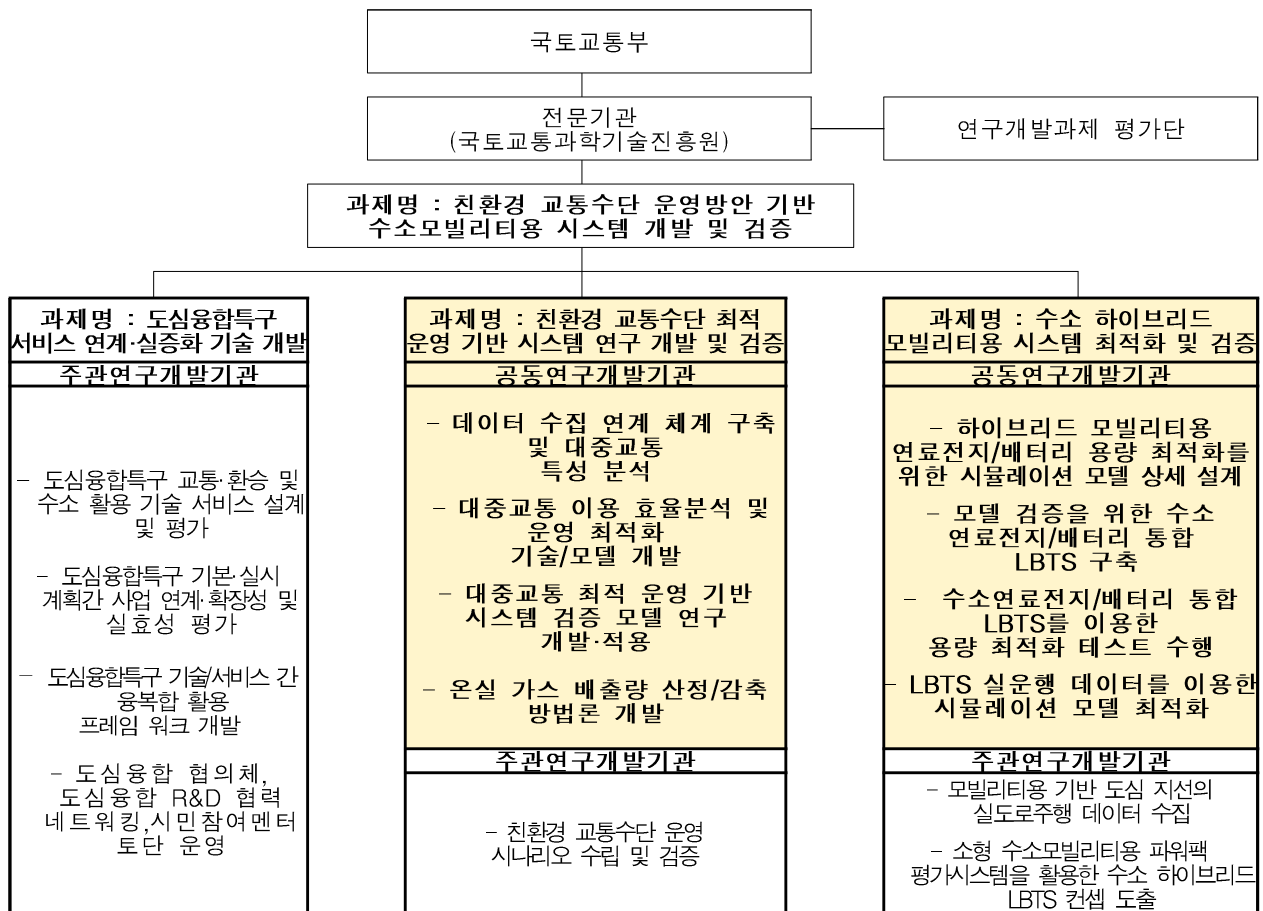 국토교통부
전문기관
(국토교통과학기술진흥원)
연구개발과제 평가단
과제명 : 친환경 교통수단 운영방안 기반
수소모빌리티용 시스템 개발 및 검증
과제명 : 도심융합특구
서비스 연계·실증화 기술 개발
주관연구개발기관
– 도심융합특구 교통·환승 및
수소 활용 기술 서비스 설계
및 평가
– 도심융합특구 기본·실시
계획간 사업 연계·확장성 및
실효성 평가
– 도심융합특구 기술/서비스 간
융복합 활용
프레임 워크 개발
– 도심융합 협의체,
도심융합 R&D 협력
네트워킹,시민참여멘터
토단 운영
과제명 : 친환경 교통수단 최적
운영 기반 시스템 연구 개발 및 검증
공동연구개발기관
– 데이터 수집 연계 체계 구축
및 대중교통
특성 분석
– 대중교통 이용 효율분석 및
운영 최적화
기술/모델 개발
– 대중교통 최적 운영 기반
시스템 검증 모델 연구
개발·적용
– 온실 가스 배출량 산정/감축
방법론 개발
주관연구개발기관
– 친환경 교통수단 운영
시나리오 수립 및 검증
과제명 : 수소 하이브리드
모빌리티용 시스템 최적화 및 검증
공동연구개발기관
– 하이브리드 모빌리티용
연료전지/배터리 용량 최적화를
위한 시뮬레이션 모델 상세 설계
– 모델 검증을 위한 수소
연료전지/배터리 통합
LBTS 구축
– 수소연료전지/배터리 통합
LBTS를 이용한
용량 최적화 테스트 수행
– LBTS 실운행 데이터를 이용한
시뮬레이션 모델 최적화
주관연구개발기관
– 모빌리티용 기반 도심 지선의
실도로주행 데이터 수집
– 소형 수소모빌리티용 파워팩
평가시스템을 활용한 수소 하이브리드
LBTS 컨셉 도출